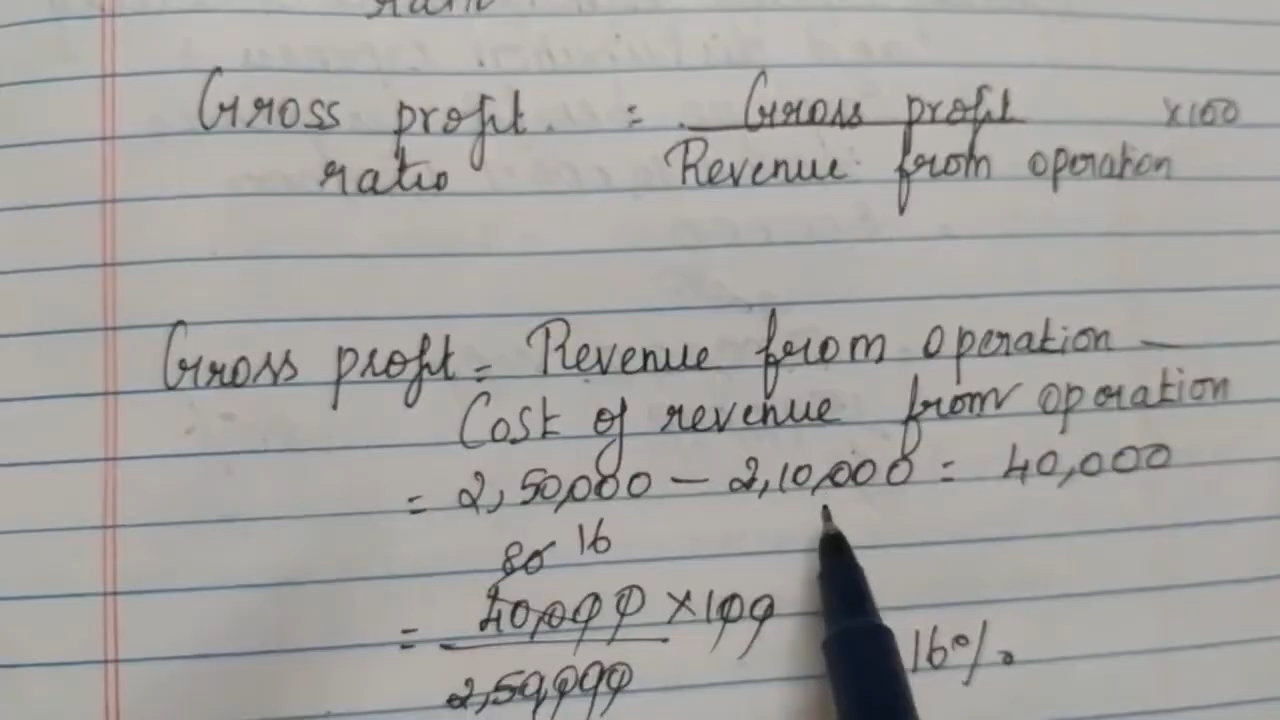 Gross profit = Gross profit x100
ratio Revenue from operation
Gross profit = Revenue from operation -
Cost of revenue from operation
= 2,50,000 - 2,10,000 = 40,000
80 16
= 40,000 x 100
2,50,000 16%